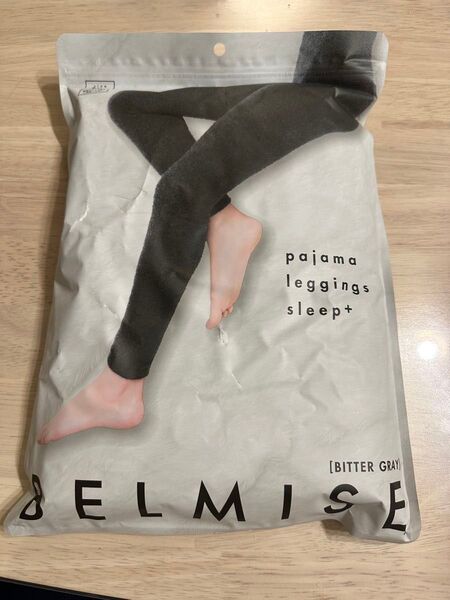 pajama
leggings
sleep+
[BITTER GRAY]
BELMISE